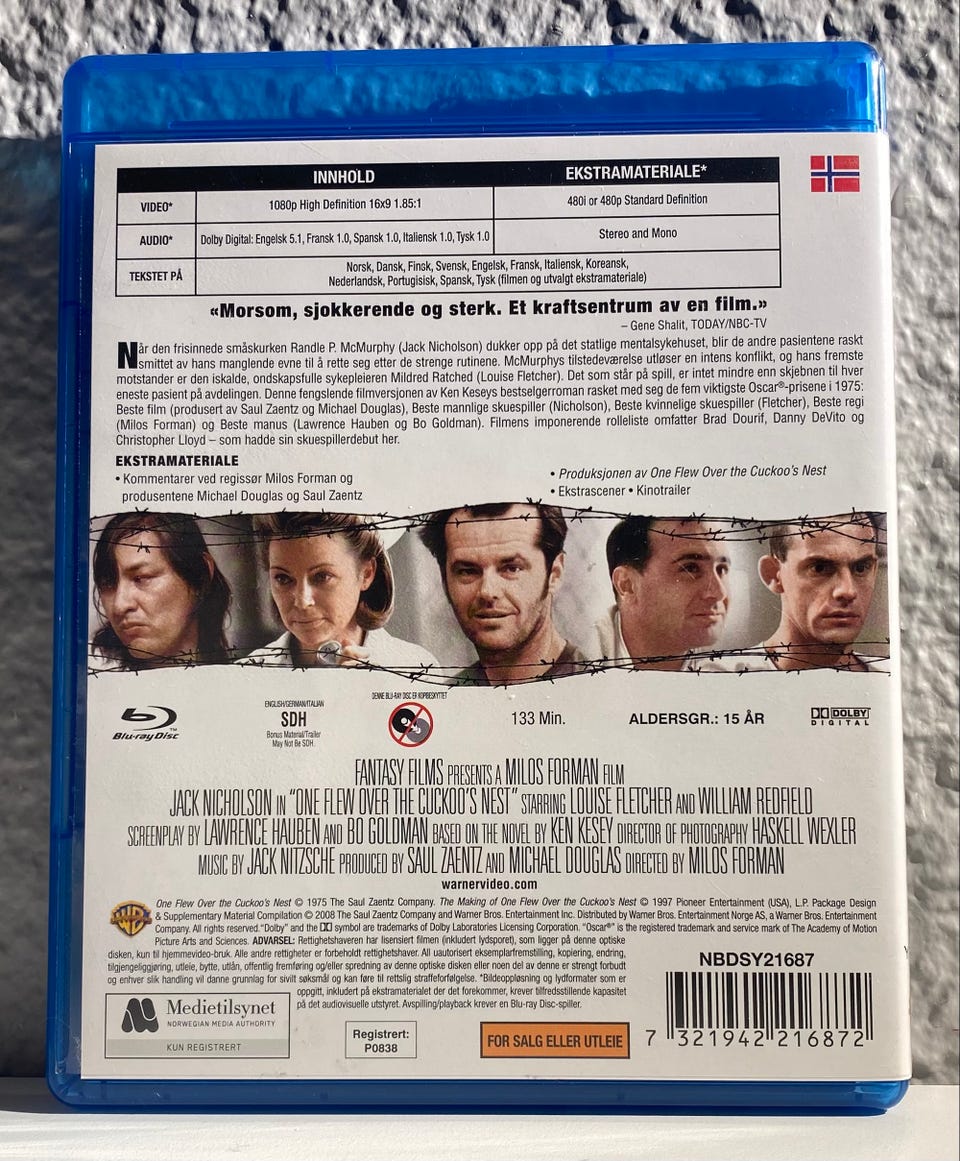 INNHOLD
EKSTRAMATERIALE*
VIDEO*
1080p High Definition 16x9 1.85:1
480i or 480p Standard Definition
AUDIO*
Dolby Digital: Engelsk 5.1, Fransk 1.0, Spansk 1.0, Italiensk 1.0, Tysk 1.0
Stereo and Mono
TEKSTET PÅ
Norsk, Dansk, Finsk, Svensk, Engelsk, Fransk, Italiensk, Koreansk,
Nederlandsk, Portugisisk, Spansk, Tysk (filmen og utvalgt ekstramateriale)
«Morsom, sjokkerende og sterk. Et kraftsentrum av en film.»
– Gene Shalit, TODAY/NBC-TV
Når den frisinnede småskurken Randle P. McMurphy (Jack Nicholson) dukker opp på det statlige mentalsykehuset, blir de andre pasientene raskt
smittet av hans manglende evne til å rette seg etter de strenge rutinene. McMurphys tilstedeværelse utløser en intens konflikt, og hans fremste
motstander er den iskalde, ondskapsfulle sykepleieren Mildred Ratched (Louise Fletcher). Det som står på spill, er intet mindre enn skjebnen til hver
eneste pasient på avdelingen. Denne fengslende filmversjonen av Ken Keseys bestselgerroman rasket med seg de fem viktigste Oscar®-prisene i 1975:
Beste film (produsert av Saul Zaentz og Michael Douglas), Beste mannlige skuespiller (Nicholson), Beste kvinnelige skuespiller (Fletcher), Beste regi
(Milos Forman) og Beste manus (Lawrence Hauben og Bo Goldman). Filmens imponerende rolleliste omfatter Brad Dourif, Danny DeVito og
Christopher Lloyd – som hadde sin skuespillerdebut her.
EKSTRAMATERIALE
• Kommentarer ved regissør Milos Forman og
produsentene Michael Douglas og Saul Zaentz
• Produksjonen av One Flew Over the Cuckoo's Nest
• Ekstrascener • Kinotrailer
Blu-ray Disc™
ENGLISH/GERMAN/ITALIAN
SDH
Bonus Material/Trailer
May Not Be SDH.
DENNE BLU-RAY DISC ER KOPIBESKYTTET
133 Min.
ALDERSGR.: 15 ÅR
DOLBY
DIGITAL
FANTASY FILMS PRESENTS A MILOS FORMAN FILM
JACK NICHOLSON IN "ONE FLEW OVER THE CUCKOO'S NEST" STARRING LOUISE FLETCHER AND WILLIAM REDFIELD
SCREENPLAY BY LAWRENCE HAUBEN AND BO GOLDMAN BASED ON THE NOVEL BY KEN KESEY DIRECTOR OF PHOTOGRAPHY HASKELL WEXLER
MUSIC BY JACK NITZSCHE PRODUCED BY SAUL ZAENTZ AND MICHAEL DOUGLAS DIRECTED BY MILOS FORMAN
warnervideo.com
WB
One Flew Over the Cuckoo's Nest © 1975 The Saul Zaentz Company. The Making of One Flew Over the Cuckoo's Nest © 1997 Pioneer Entertainment (USA), L.P. Package Design
& Supplementary Material Compilation © 2008 The Saul Zaentz Company and Warner Bros. Entertainment Inc. Distributed by Warner Bros. Entertainment Norge AS, a Warner Bros. Entertainment
Company. All rights reserved. "Dolby" and the DD symbol are trademarks of Dolby Laboratories Licensing Corporation. "Oscar®" is the registered trademark and service mark of The Academy of Motion
Picture Arts and Sciences. ADVARSEL: Rettighetshaveren har lisensiert filmen (inkludert lydsporet), som ligger på denne optiske
disken, kun til hjemmevideo-bruk. Alle andre rettigheter er forbeholdt rettighetshaver. All uautorisert eksemplarfremstilling, kopiering, endring,
tilgjengeliggjøring, utleie, bytte, utlån, offentlig fremføring og/eller spredning av denne optiske disken eller noen del av denne er strengt forbudt
og enhver slik handling vil danne grunnlag for sivilt søksmål og kan føre til rettslig straffeforfølgelse. *Bildeoppløsning og lydformater som er
oppgitt, inkludert på ekstramaterialet der det forekommer, krever tilfredsstillende kapasitet
på det audiovisuelle utstyret. Avspilling/playback krever en Blu-ray Disc-spiller.
NBDSY21687
Medietilsynet
NORWEGIAN MEDIA AUTHORITY
KUN REGISTRERT
Registrert:
P0838
FOR SALG ELLER UTLEIE
7 321942 216872